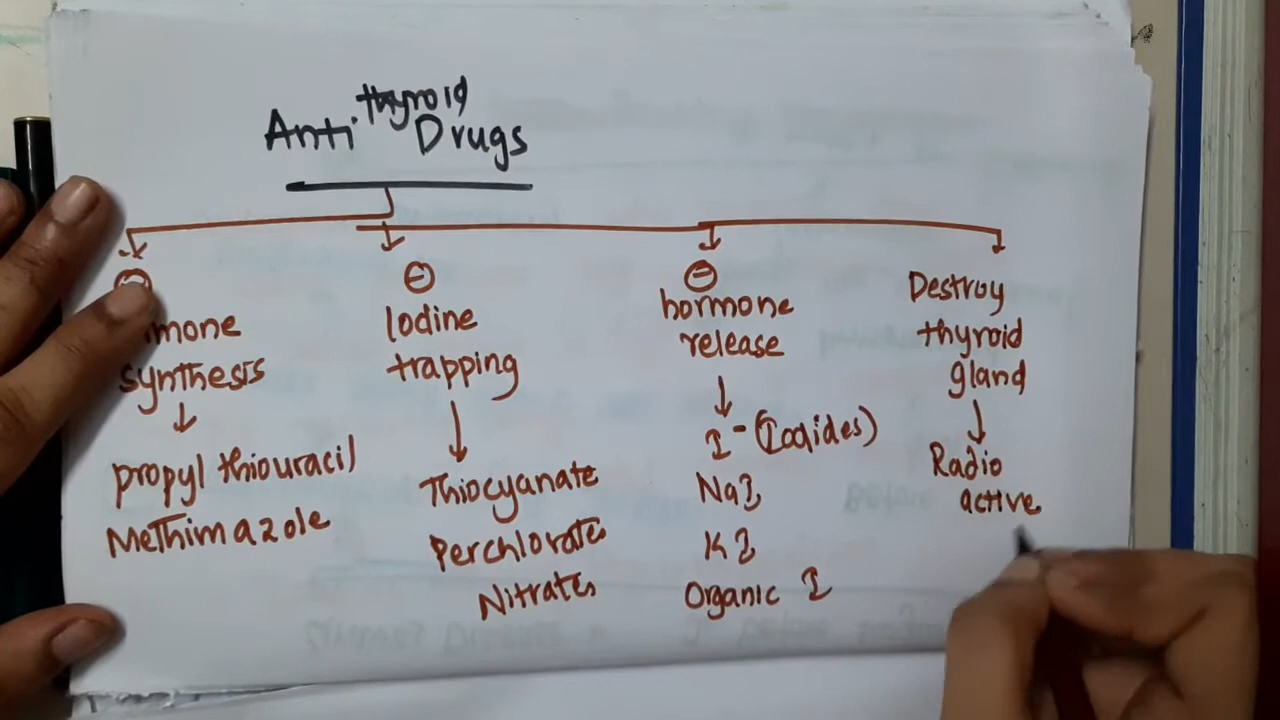 Anti thyroid Drugs
⊖
synthesis
↓
propyl thiouracil
Methimazole
⊖
Iodine
trapping
↓
Thiocyanate
Perchlorate
Nitrates
⊖
hormone
release
↓
I⁻ (Iodides)
NaI
KI
Organic I
Destroy
thyroid
gland
↓
Radio
active